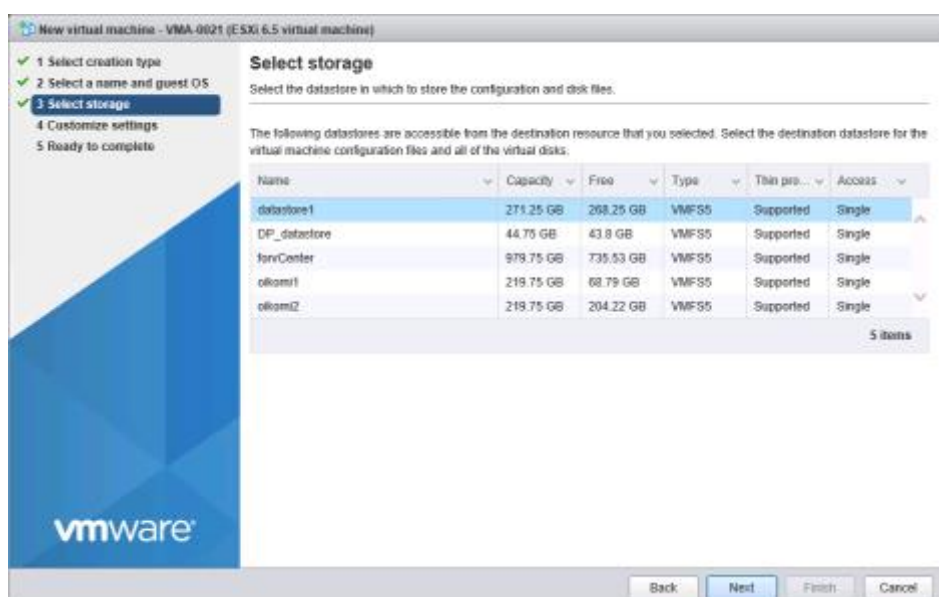 New virtual machine - VMA-0021 (ESXi 6.5 virtual machine)
1 Select creation type
2 Select a name and guest OS
3 Select storage
4 Customize settings
5 Ready to complete
Select storage
Select the datastore in which to store the configuration and disk files.
The following datastores are accessible from the destination resource that you selected. Select the destination datastore for the
virtual machine configuration files and all of the virtual disks.
Name Capacity Free Type Thin pro... Access
datastore1 271.25 GB 268.25 GB VMFS5 Supported Single
DP_datastore 44.75 GB 43.8 GB VMFS5 Supported Single
forvCenter 979.75 GB 735.53 GB VMFS5 Supported Single
oikomi1 219.75 GB 68.79 GB VMFS5 Supported Single
oikomi2 219.75 GB 204.22 GB VMFS5 Supported Single
5 items
vmware
Back Next Finish Cancel